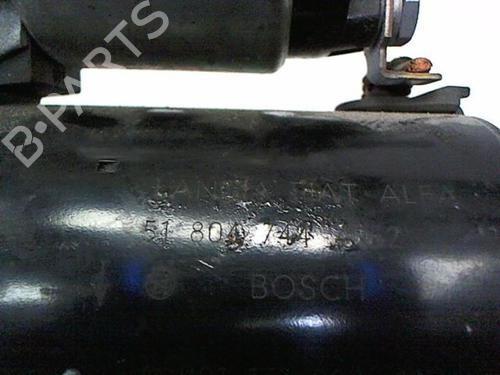 B-PARTS
LANCIA FIAT ALFA
51 804 744
BOSCH